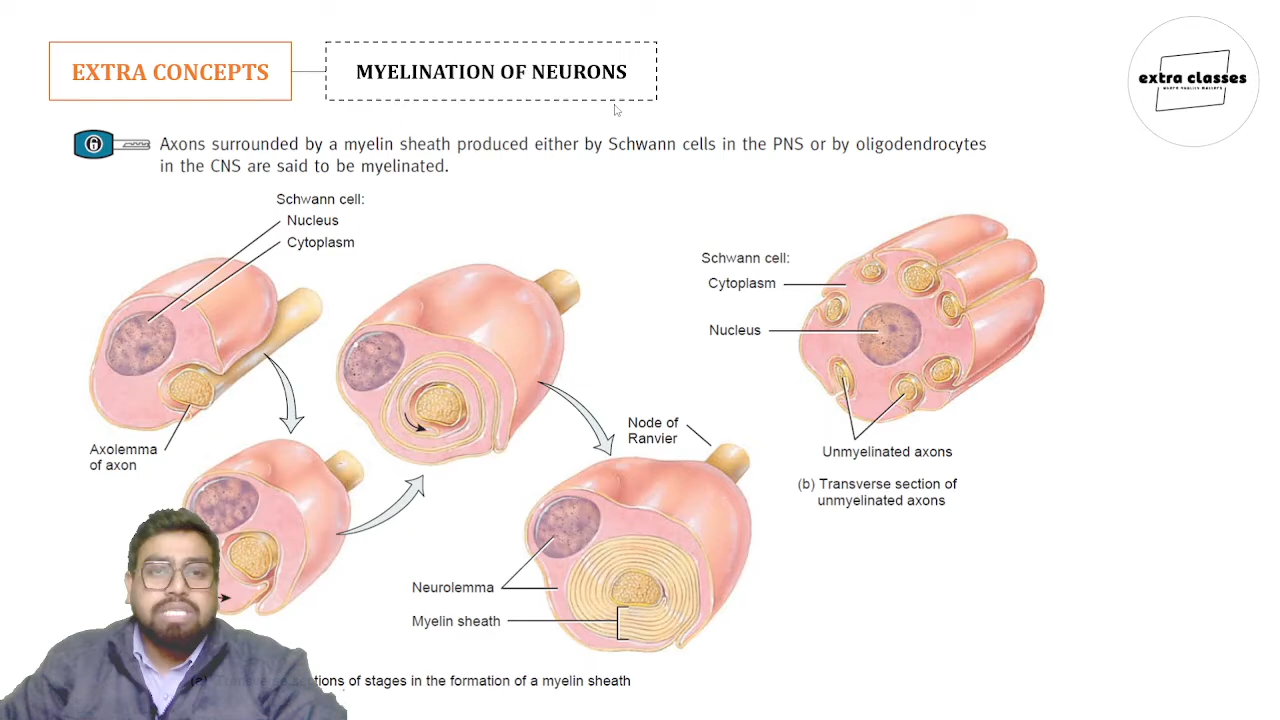 EXTRA CONCEPTS
MYELINATION OF NEURONS
extra classes
Axons surrounded by a myelin sheath produced either by Schwann cells in the PNS or by oligodendrocytes
in the CNS are said to be myelinated.
Schwann cell:
Nucleus
Cytoplasm
Axolemma
of axon
Node of
Ranvier
Neurolemma
Myelin sheath
of stages in the formation of a myelin sheath
Schwann cell:
Cytoplasm
Nucleus
Unmyelinated axons
(b) Transverse section of
unmyelinated axons